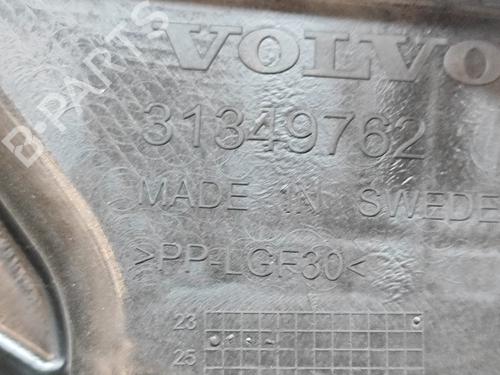 B-PARTS
VOLVO
31349762
MADE IN SWEDE
>PP-LGF30<
23
25